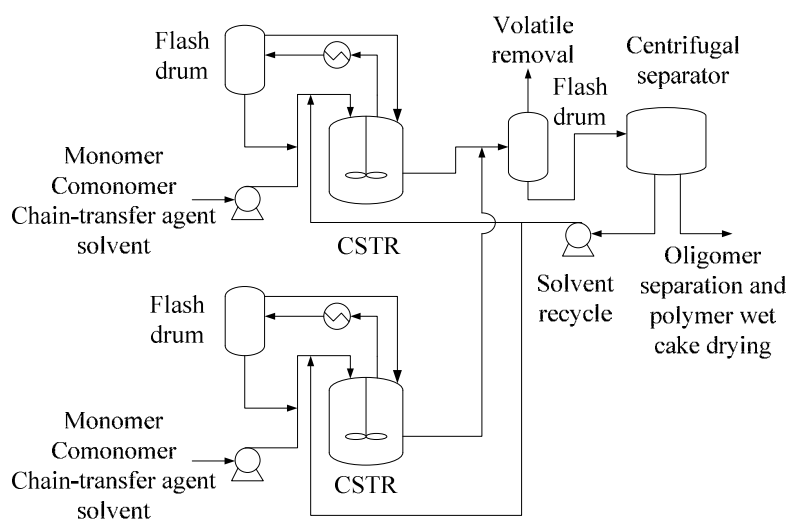 Flash
drum
Volatile
removal
Flash
drum
Centrifugal
separator
Monomer
Comonomer
Chain-transfer agent
solvent
CSTR
Solvent
recycle
Oligomer
separation and
polymer wet
cake drying
Flash
drum
Monomer
Comonomer
Chain-transfer agent
solvent
CSTR